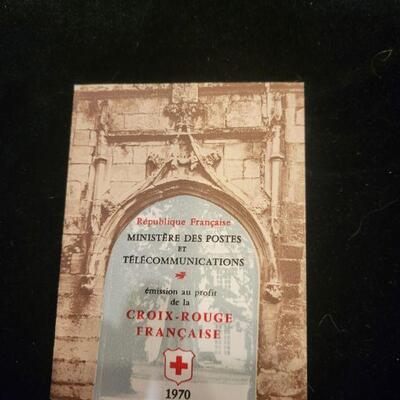 République Française
MINISTÈRE DES POSTES
ET
TÉLÉCOMMUNICATIONS
émission au profit
de la
CROIX-ROUGE
FRANÇAISE
1970